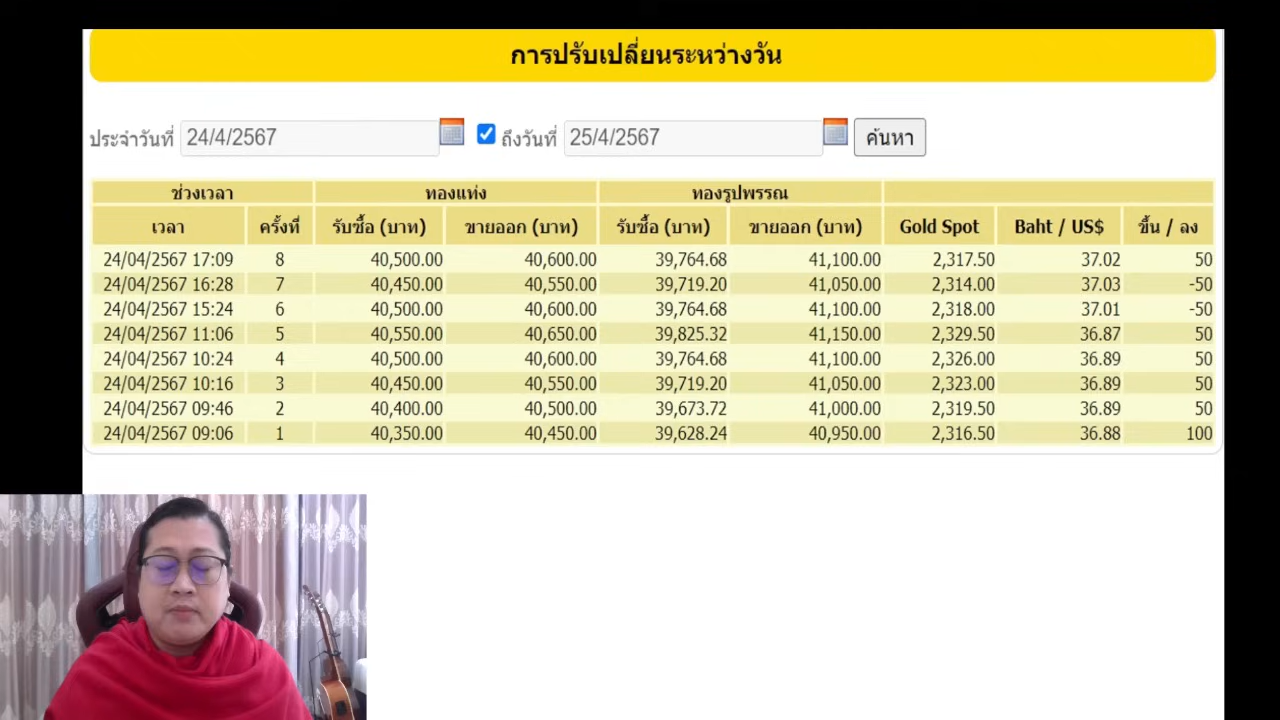 การปรับเปลี่ยนระหว่างวัน
ประจำวันที่ 24/4/2567 ถึงวันที่ 25/4/2567 ค้นหา
ช่วงเวลา ทองแท่ง ทองรูปพรรณ
เวลา ครั้งที่ รับซื้อ (บาท) ขายออก (บาท) รับซื้อ (บาท) ขายออก (บาท) Gold Spot Baht / US$ ขึ้น / ลง
24/04/2567 17:09 8 40,500.00 40,600.00 39,764.68 41,100.00 2,317.50 37.02 50
24/04/2567 16:28 7 40,450.00 40,550.00 39,719.20 41,050.00 2,314.00 37.03 -50
24/04/2567 15:24 6 40,500.00 40,600.00 39,764.68 41,100.00 2,318.00 37.01 -50
24/04/2567 11:06 5 40,550.00 40,650.00 39,825.32 41,150.00 2,329.50 36.87 50
24/04/2567 10:24 4 40,500.00 40,600.00 39,764.68 41,100.00 2,326.00 36.89 50
24/04/2567 10:16 3 40,450.00 40,550.00 39,719.20 41,050.00 2,323.00 36.89 50
24/04/2567 09:46 2 40,400.00 40,500.00 39,673.72 41,000.00 2,319.50 36.89 50
24/04/2567 09:06 1 40,350.00 40,450.00 39,628.24 40,950.00 2,316.50 36.88 100